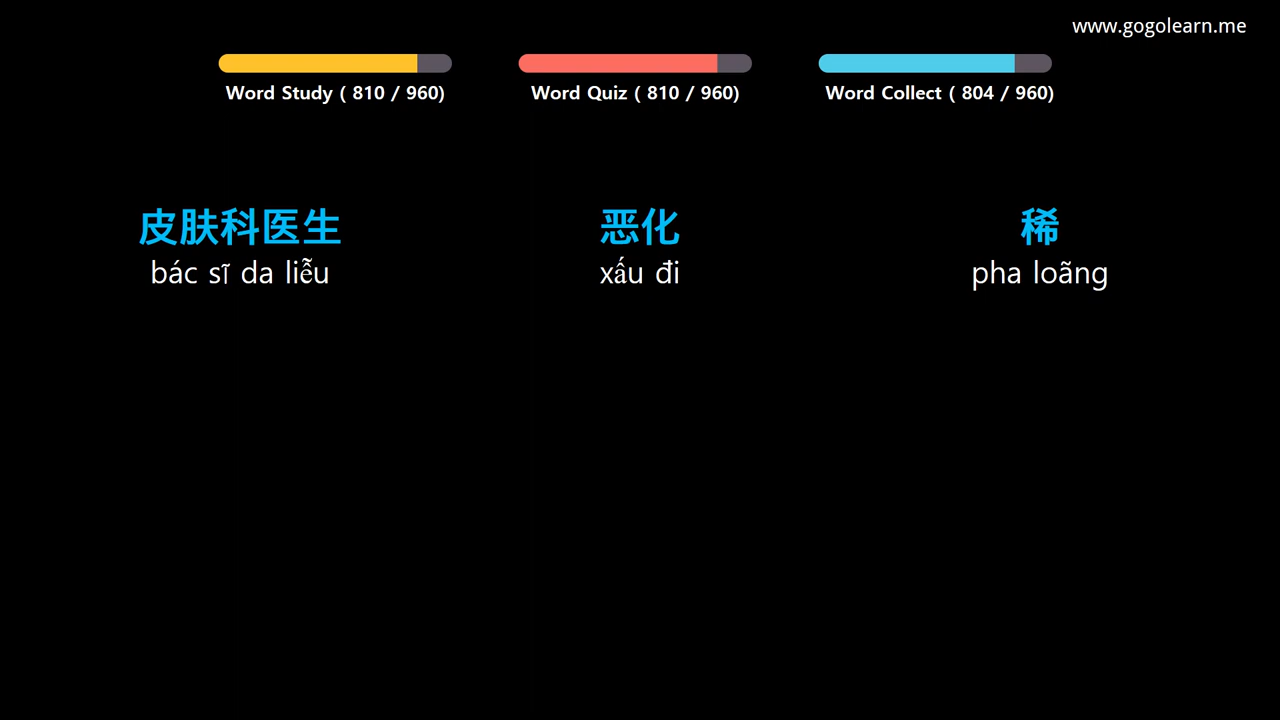 www.gogolearn.me
Word Study ( 810 / 960)
Word Quiz ( 810 / 960)
Word Collect ( 804 / 960)
皮肤科医生
bác sĩ da liễu
恶化
xấu đi
稀
pha loãng